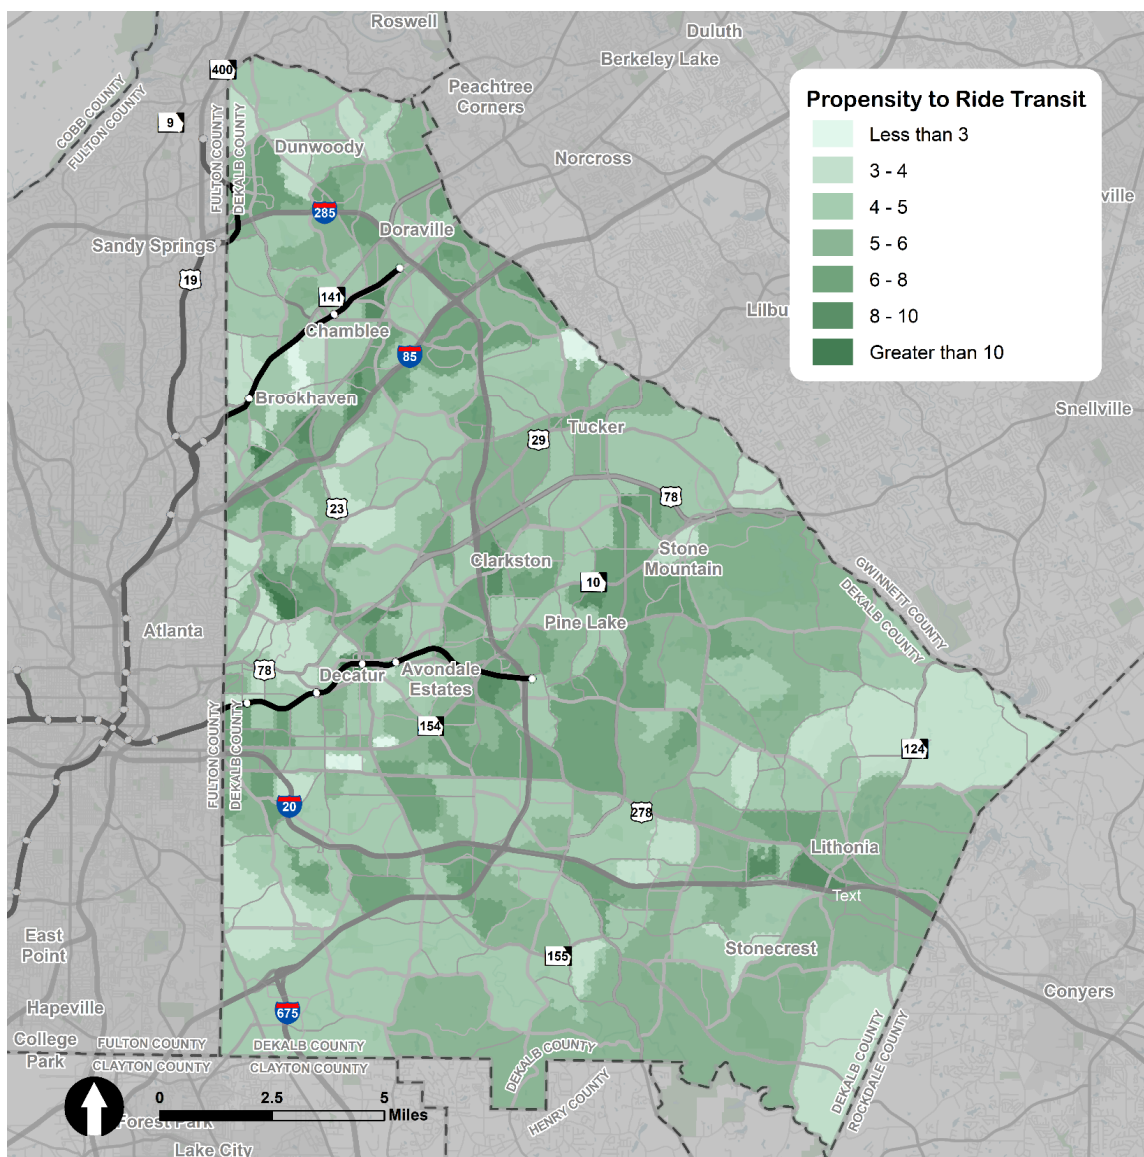 Roswell
Duluth
Berkeley Lake
400
Peachtree
Corners
COBB COUNTY
FULTON COUNTY
9
FULTON COUNTY
DEKALB COUNTY
Dunwoody
Norcross
Propensity to Ride Transit
Less than 3
3 - 4
4 - 5
5 - 6
6 - 8
8 - 10
Greater than 10
ville
285
Doraville
Sandy Springs
19
141
Chamblee
Lilbu
85
Brookhaven
Snellville
Tucker
29
78
23
Clarkston
Stone
Mountain
10
GWINNETT COUNTY
DEKALB COUNTY
Pine Lake
Atlanta
78
Decatur
Avondale
Estates
154
124
FULTON COUNTY
DEKALB COUNTY
20
278
Lithonia
Text
East
Point
155
Stonecrest
Hapeville
675
Conyers
College
Park
FULTON COUNTY
CLAYTON COUNTY
DEKALB COUNTY
CLAYTON COUNTY
DEKALB COUNTY
HENRY COUNTY
DEKALB COUNTY
ROCKDALE COUNTY
0 2.5 5
Miles
Forest Park
Lake City